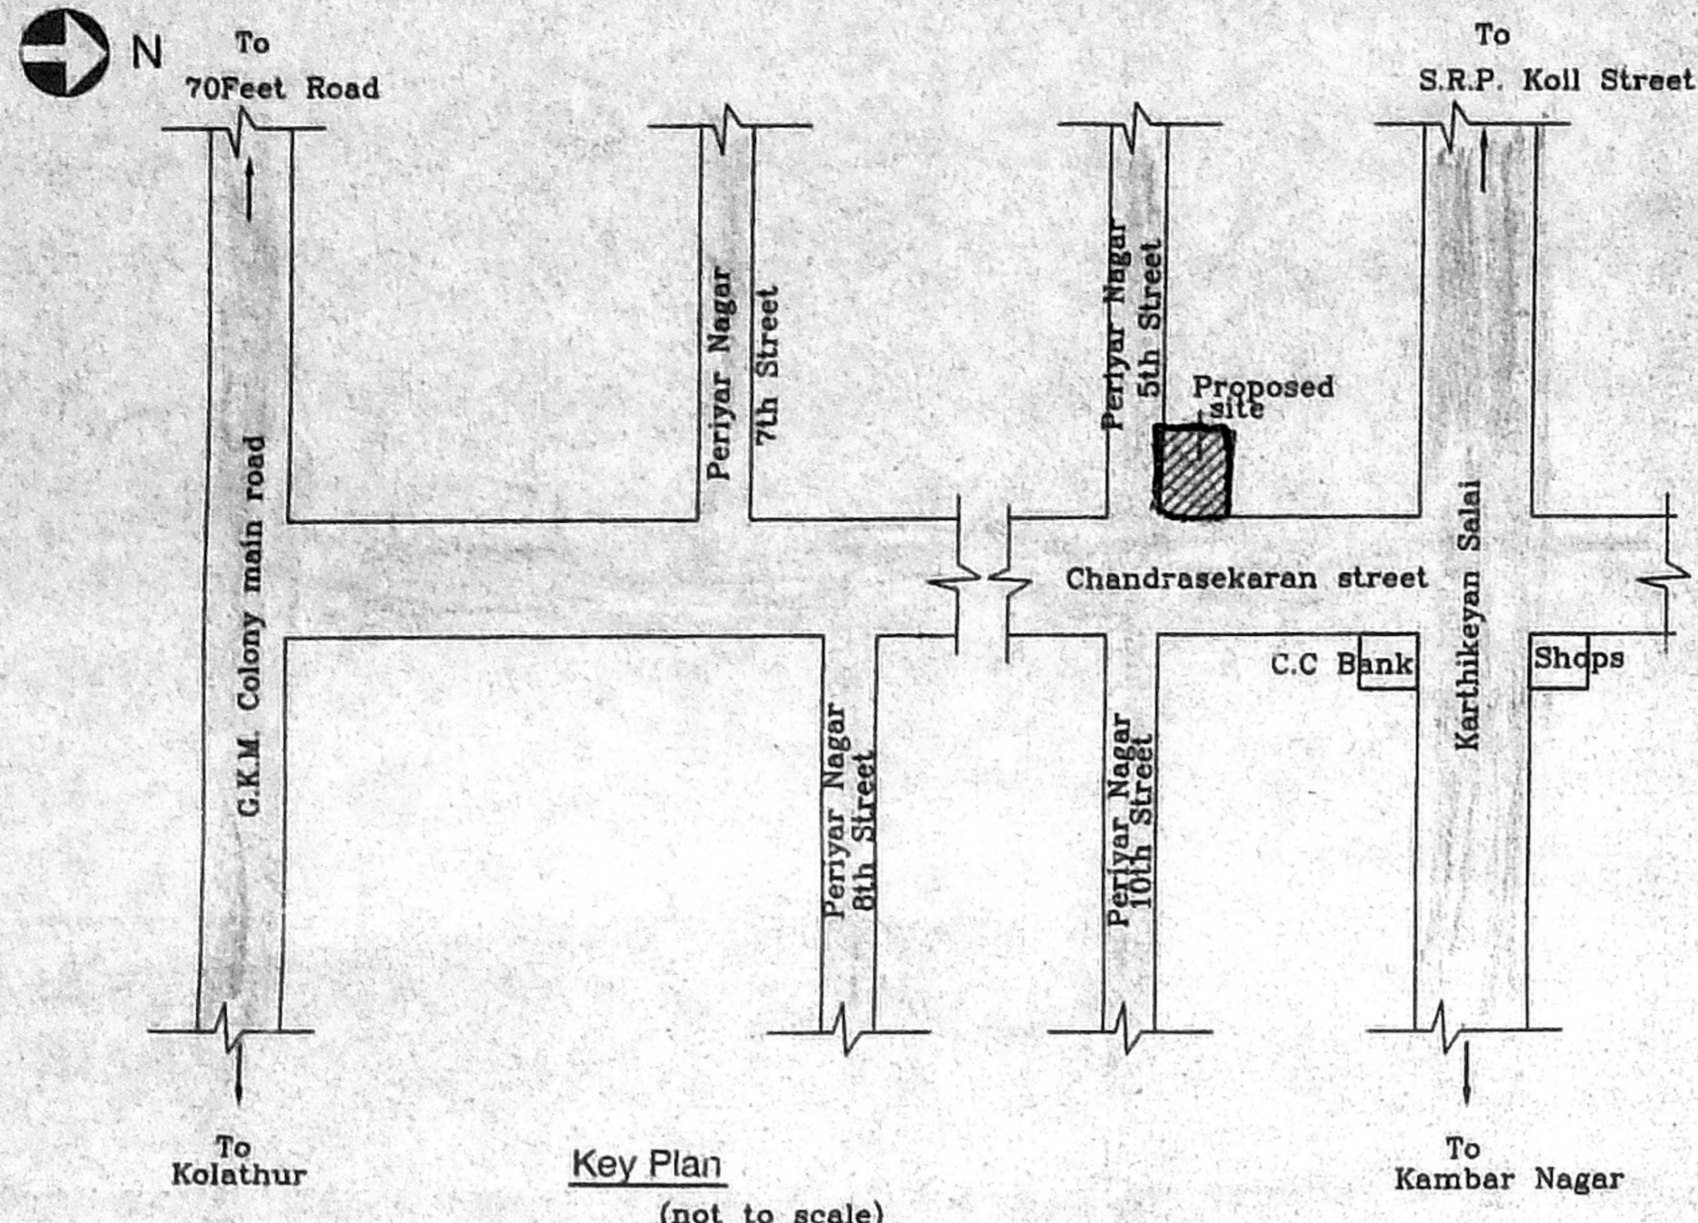 N
To
70Feet Road
To
S.R.P. Koll Street
Periyar Nagar
7th Street
Periyar Nagar
5th Street
Proposed
site
G.K.M. Colony main road
Chandrasekaran street
Karthikeyan Salai
C.C Bank
Shops
Periyar Nagar
8th Street
Periyar Nagar
10th Street
To
Kolathur
Key Plan
(not to scale)
To
Kambar Nagar